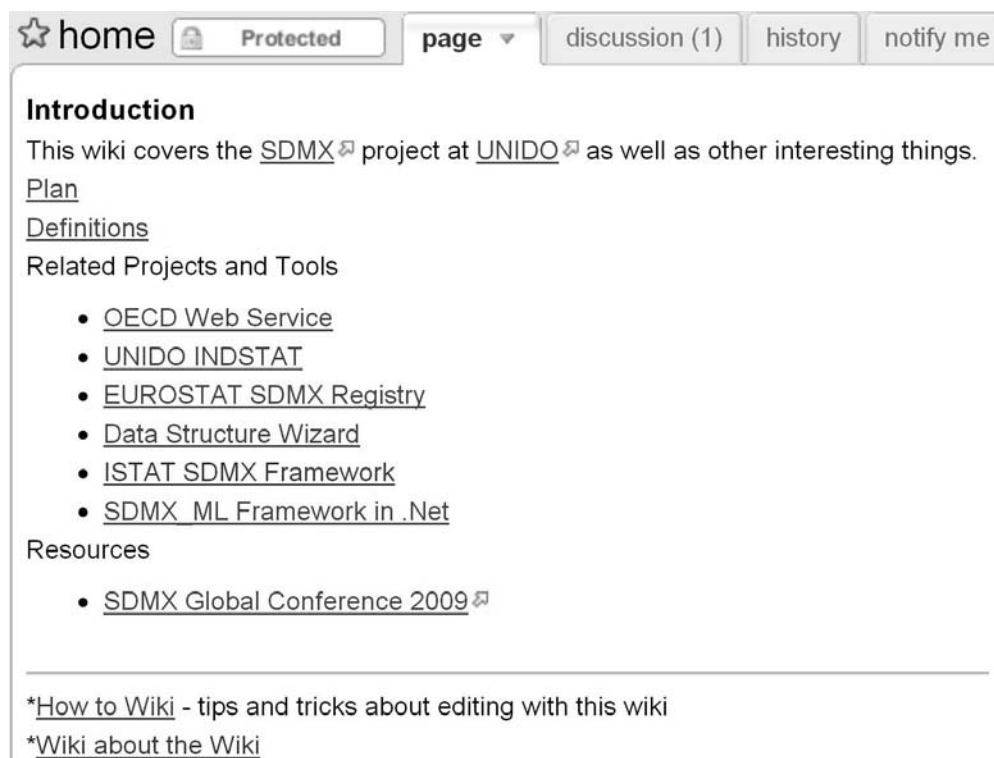 home Protected page discussion (1) history notify me
Introduction
This wiki covers the SDMX project at UNIDO as well as other interesting things.
Plan
Definitions
Related Projects and Tools
• OECD Web Service
• UNIDO INDSTAT
• EUROSTAT SDMX Registry
• Data Structure Wizard
• ISTAT SDMX Framework
• SDMX_ML Framework in .Net
Resources
• SDMX Global Conference 2009
*How to Wiki - tips and tricks about editing with this wiki
*Wiki about the Wiki